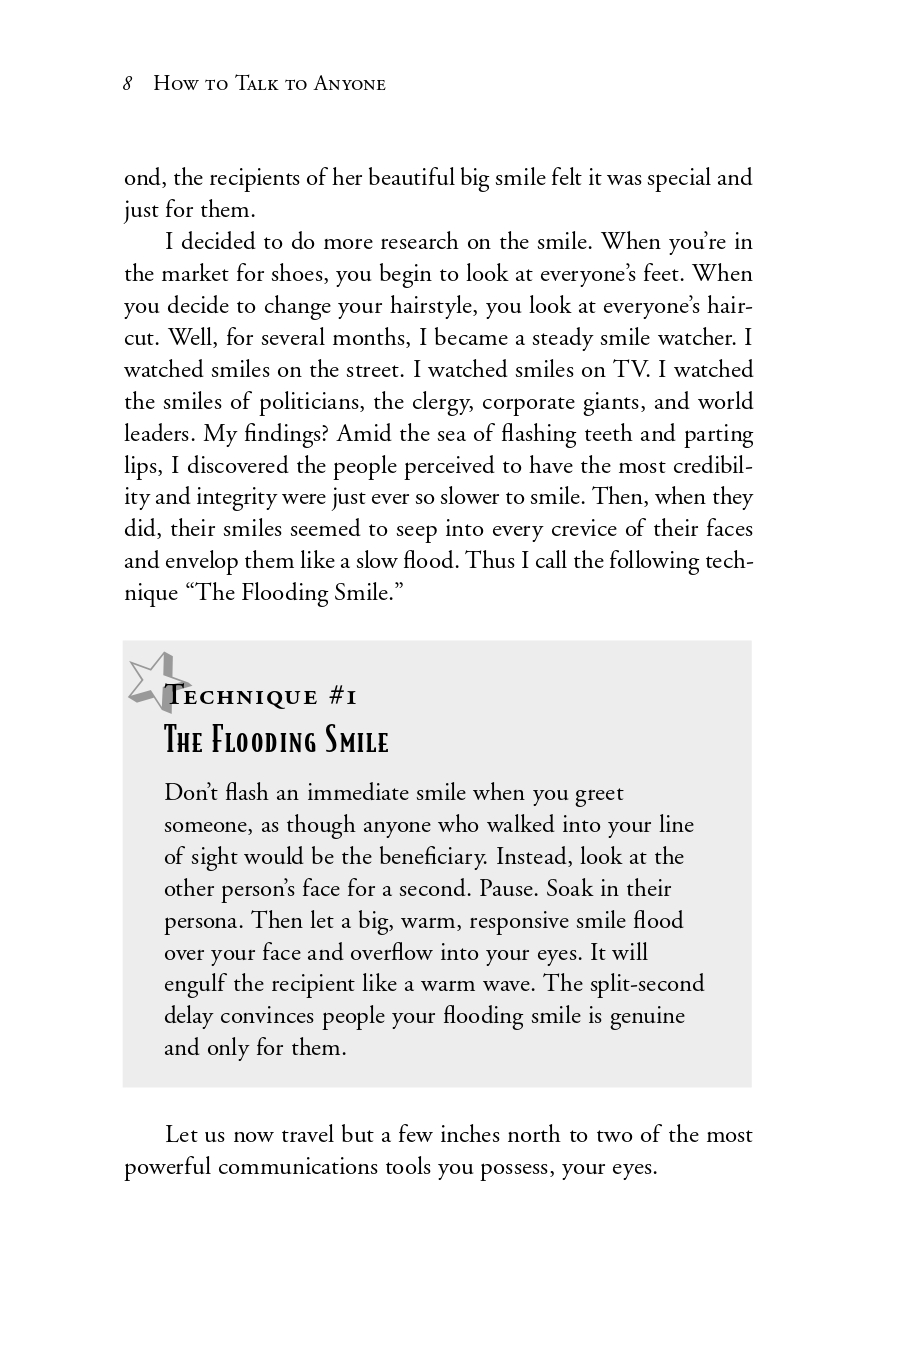 8 How to Talk to Anyone
ond, the recipients of her beautiful big smile felt it was special and
just for them.
I decided to do more research on the smile. When you’re in
the market for shoes, you begin to look at everyone’s feet. When
you decide to change your hairstyle, you look at everyone’s hair-
cut. Well, for several months, I became a steady smile watcher. I
watched smiles on the street. I watched smiles on TV. I watched
the smiles of politicians, the clergy, corporate giants, and world
leaders. My findings? Amid the sea of flashing teeth and parting
lips, I discovered the people perceived to have the most credibil-
ity and integrity were just ever so slower to smile. Then, when they
did, their smiles seemed to seep into every crevice of their faces
and envelop them like a slow flood. Thus I call the following tech-
nique “The Flooding Smile.”
Technique #1
The Flooding Smile
Don’t flash an immediate smile when you greet
someone, as though anyone who walked into your line
of sight would be the beneficiary. Instead, look at the
other person’s face for a second. Pause. Soak in their
persona. Then let a big, warm, responsive smile flood
over your face and overflow into your eyes. It will
engulf the recipient like a warm wave. The split-second
delay convinces people your flooding smile is genuine
and only for them.
Let us now travel but a few inches north to two of the most
powerful communications tools you possess, your eyes.